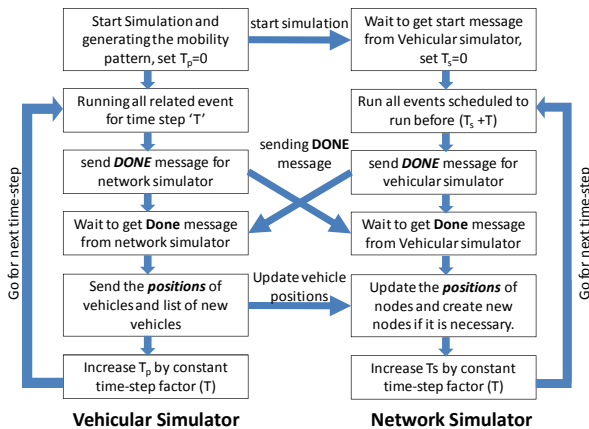 Start Simulation and
generating the mobility
pattern, set Tp=0
start simulation
Wait to get start message
from Vehicular simulator,
set Ts=0
Running all related event
for time step ‘T’
Run all events scheduled to
run before (Ts +T)
sending DONE
message
send DONE message for
network simulator
send DONE message for
vehicular simulator
Wait to get Done message
from network simulator
Wait to get Done message
from Vehicular simulator
Send the positions of
vehicles and list of new
vehicles
Update vehicle
positions
Update the positions of
nodes and create new
nodes if it is necessary.
Increase Tp by constant
time-step factor (T)
Increase Ts by constant
time-step factor (T)
Go for next time-step
Go for next time-step
Vehicular Simulator
Network Simulator